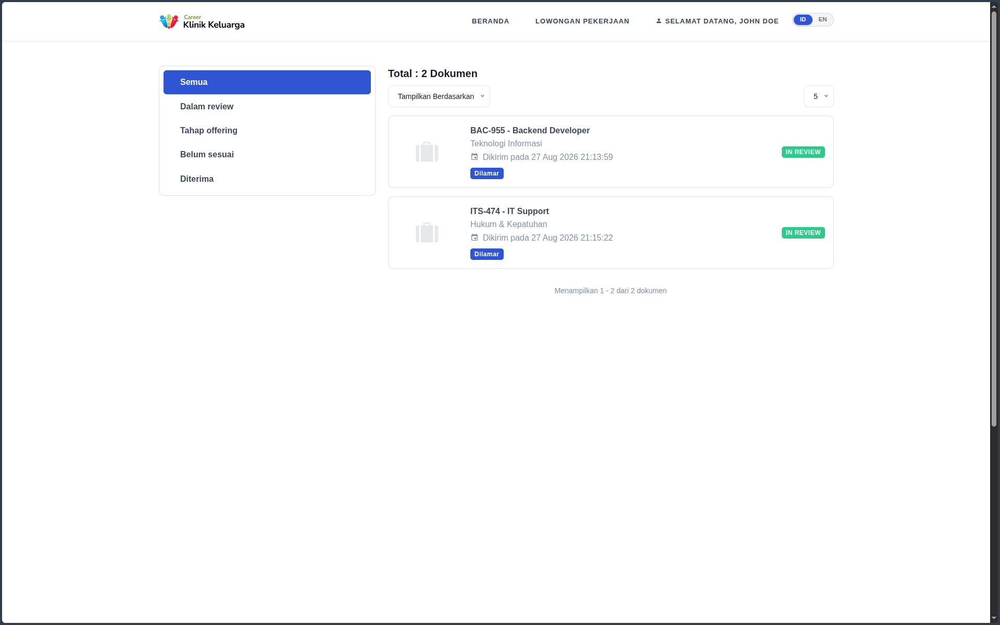 Career
Klinik Keluarga
BERANDA
LOWONGAN PEKERJAAN
SELAMAT DATANG, JOHN DOE
ID
EN
Semua
Dalam review
Tahap offering
Belum sesuai
Diterima
Total : 2 Dokumen
Tampilkan Berdasarkan
5
BAC-955 - Backend Developer
Teknologi Informasi
Dikirim pada 27 Aug 2026 21:13:59
Dilamar
IN REVIEW
ITS-474 - IT Support
Hukum & Kepatuhan
Dikirim pada 27 Aug 2026 21:15:22
Dilamar
IN REVIEW
Menampilkan 1 - 2 dari 2 dokumen